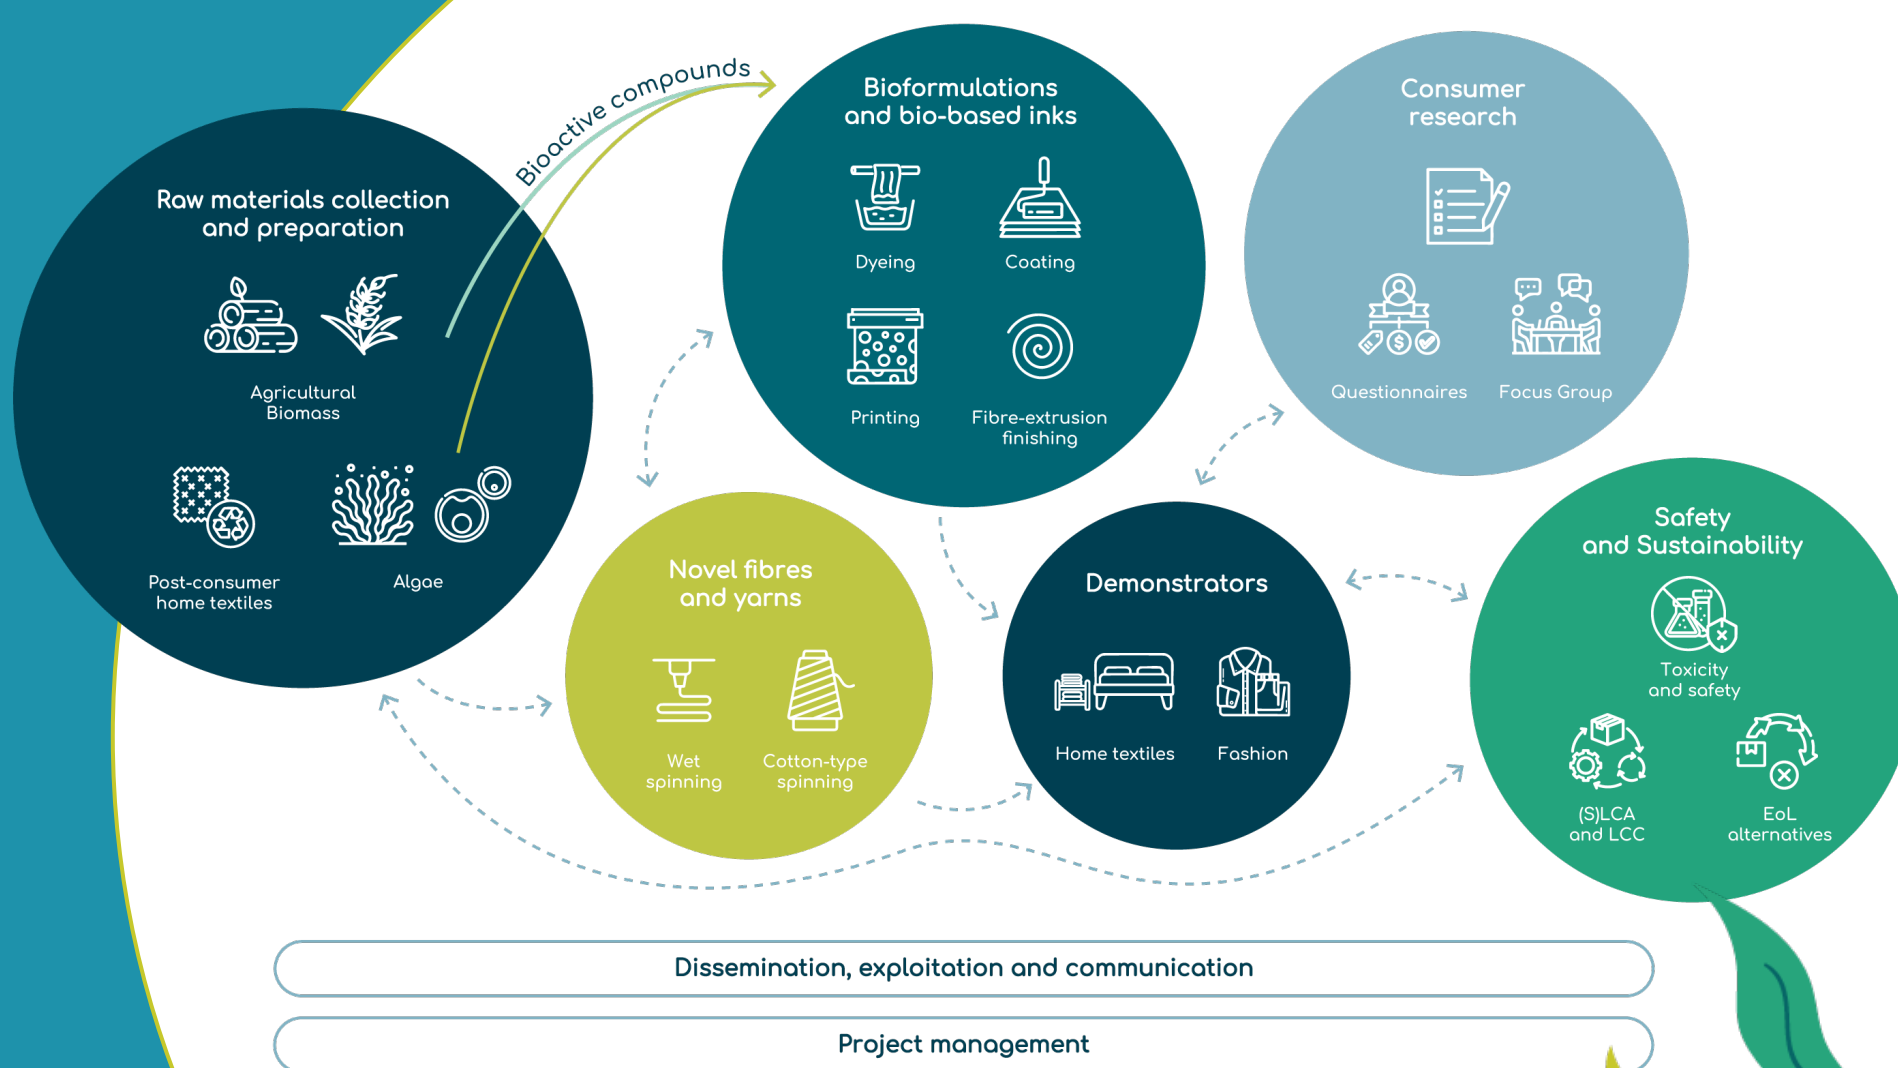 Bioactive compounds
Raw materials collection
and preparation
Agricultural
Biomass
Post-consumer
home textiles
Algae
Bioformulations
and bio-based inks
Dyeing
Coating
Printing
Fibre-extrusion
finishing
Consumer
research
Questionnaires
Focus Group
Novel fibres
and yarns
Wet
spinning
Cotton-type
spinning
Demonstrators
Home textiles
Fashion
Safety
and Sustainability
Toxicity
and safety
(S)LCA
and LCC
EoL
alternatives
Dissemination, exploitation and communication
Project management